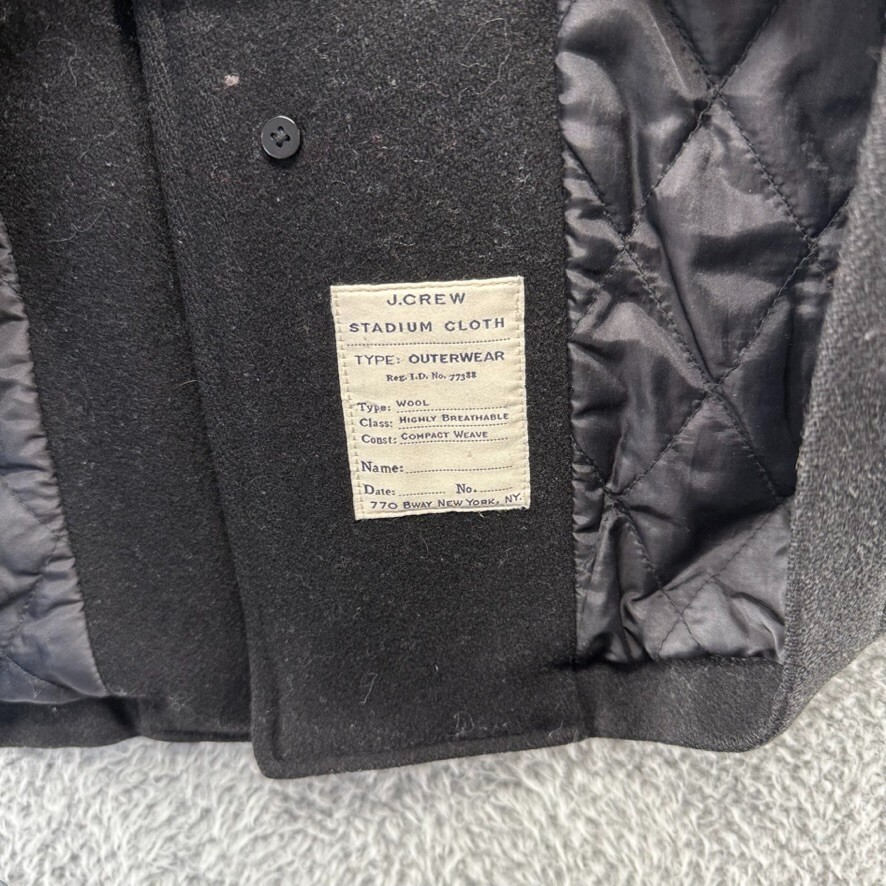 J.CREW
STADIUM CLOTH
TYPE: OUTERWEAR
Reg. I.D. No. 77388
Type: WOOL
Class: HIGHLY BREATHABLE
Const: COMPACT WEAVE
Name:
Date: No.
770 BWAY NEW YORK, NY.